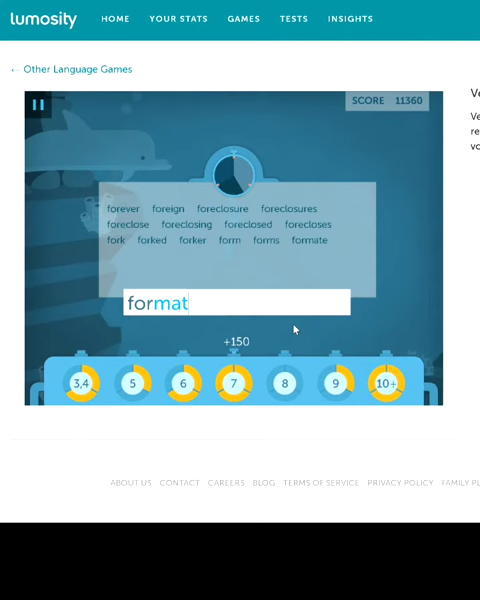 lumosity HOME YOUR STATS GAMES TESTS INSIGHTS
← Other Language Games
SCORE 11360
forever foreign foreclosure foreclosures
foreclose foreclosing foreclosed forecloses
fork forked forker form forms formate
format
+150
3,4 5 6 7 8 9 10+
ABOUT US CONTACT CAREERS BLOG TERMS OF SERVICE PRIVACY POLICY FAMILY